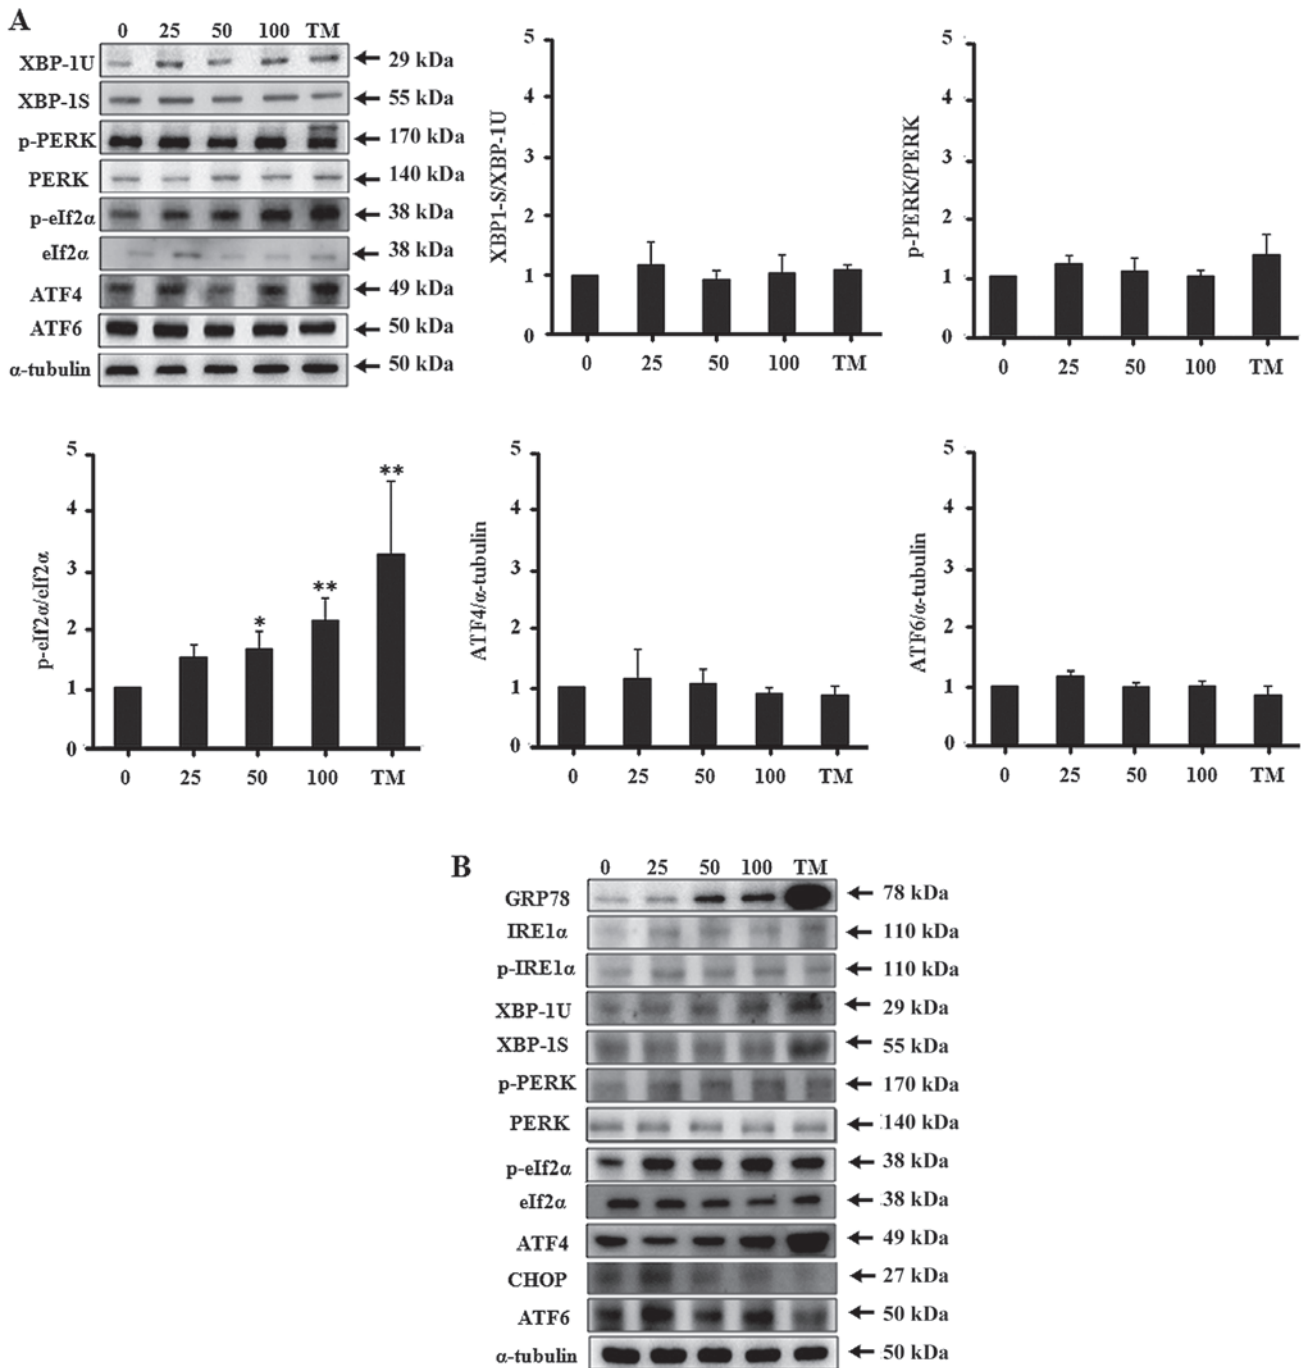 A
0 25 50 100 TM
XBP-1U 29 kDa
XBP-1S 55 kDa
p-PERK 170 kDa
PERK 140 kDa
p-eIf2α 38 kDa
eIf2α 38 kDa
ATF4 49 kDa
ATF6 50 kDa
α-tubulin 50 kDa
XBP1-S/XBP-1U
5
4
3
2
1
0
0 25 50 100 TM
p-PERK/PERK
5
4
3
2
1
0
0 25 50 100 TM
p-eIf2α/eIf2α
5
4
3
2
1
0
* ** **
0 25 50 100 TM
ATF4/α-tubulin
5
4
3
2
1
0
0 25 50 100 TM
ATF6/α-tubulin
5
4
3
2
1
0
0 25 50 100 TM
B
0 25 50 100 TM
GRP78 78 kDa
IRE1α 110 kDa
p-IRE1α 110 kDa
XBP-1U 29 kDa
XBP-1S 55 kDa
p-PERK 170 kDa
PERK 140 kDa
p-eIf2α 38 kDa
eIf2α 38 kDa
ATF4 49 kDa
CHOP 27 kDa
ATF6 50 kDa
α-tubulin 50 kDa